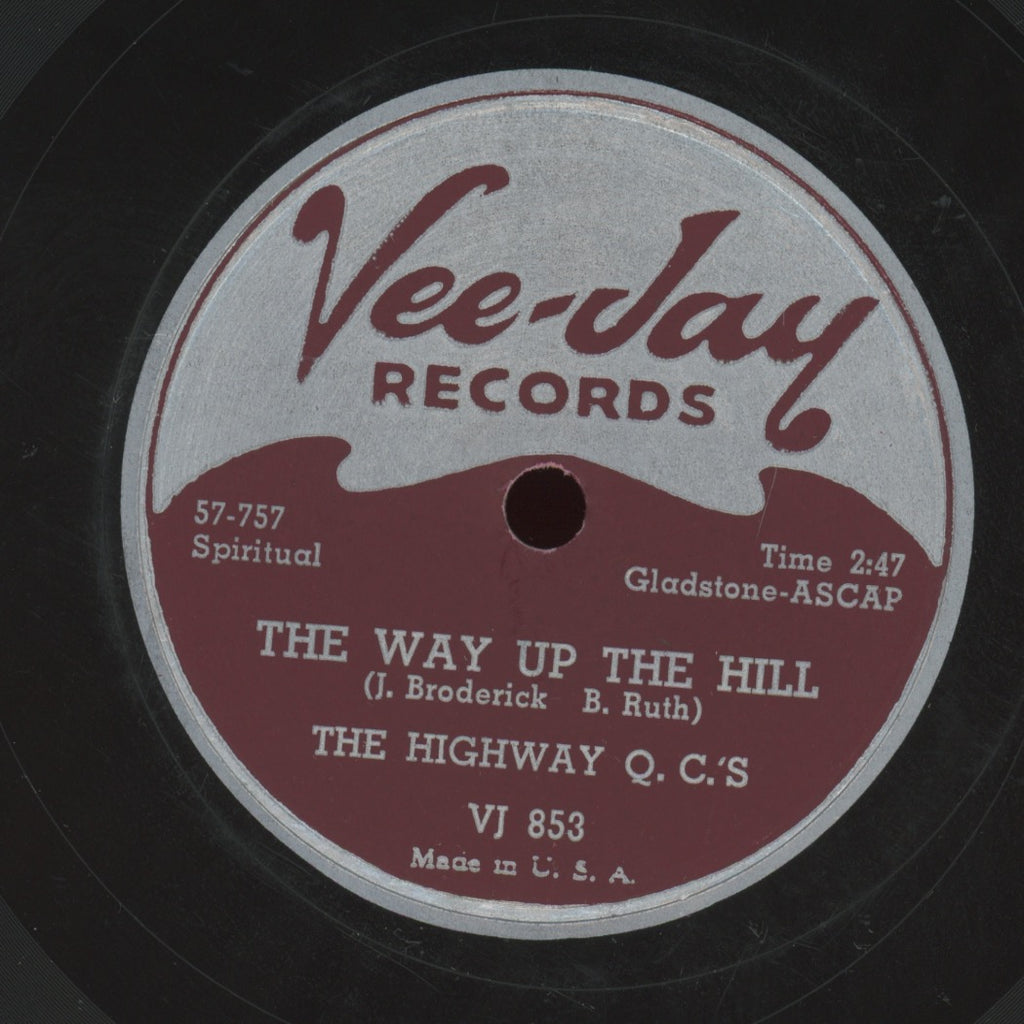 Vee-Jay
RECORDS
57-757
Spiritual
Time 2:47
Gladstone-ASCAP
THE WAY UP THE HILL
(J. Broderick B. Ruth)
THE HIGHWAY Q. C.'S
VJ 853
Made in U. S. A.